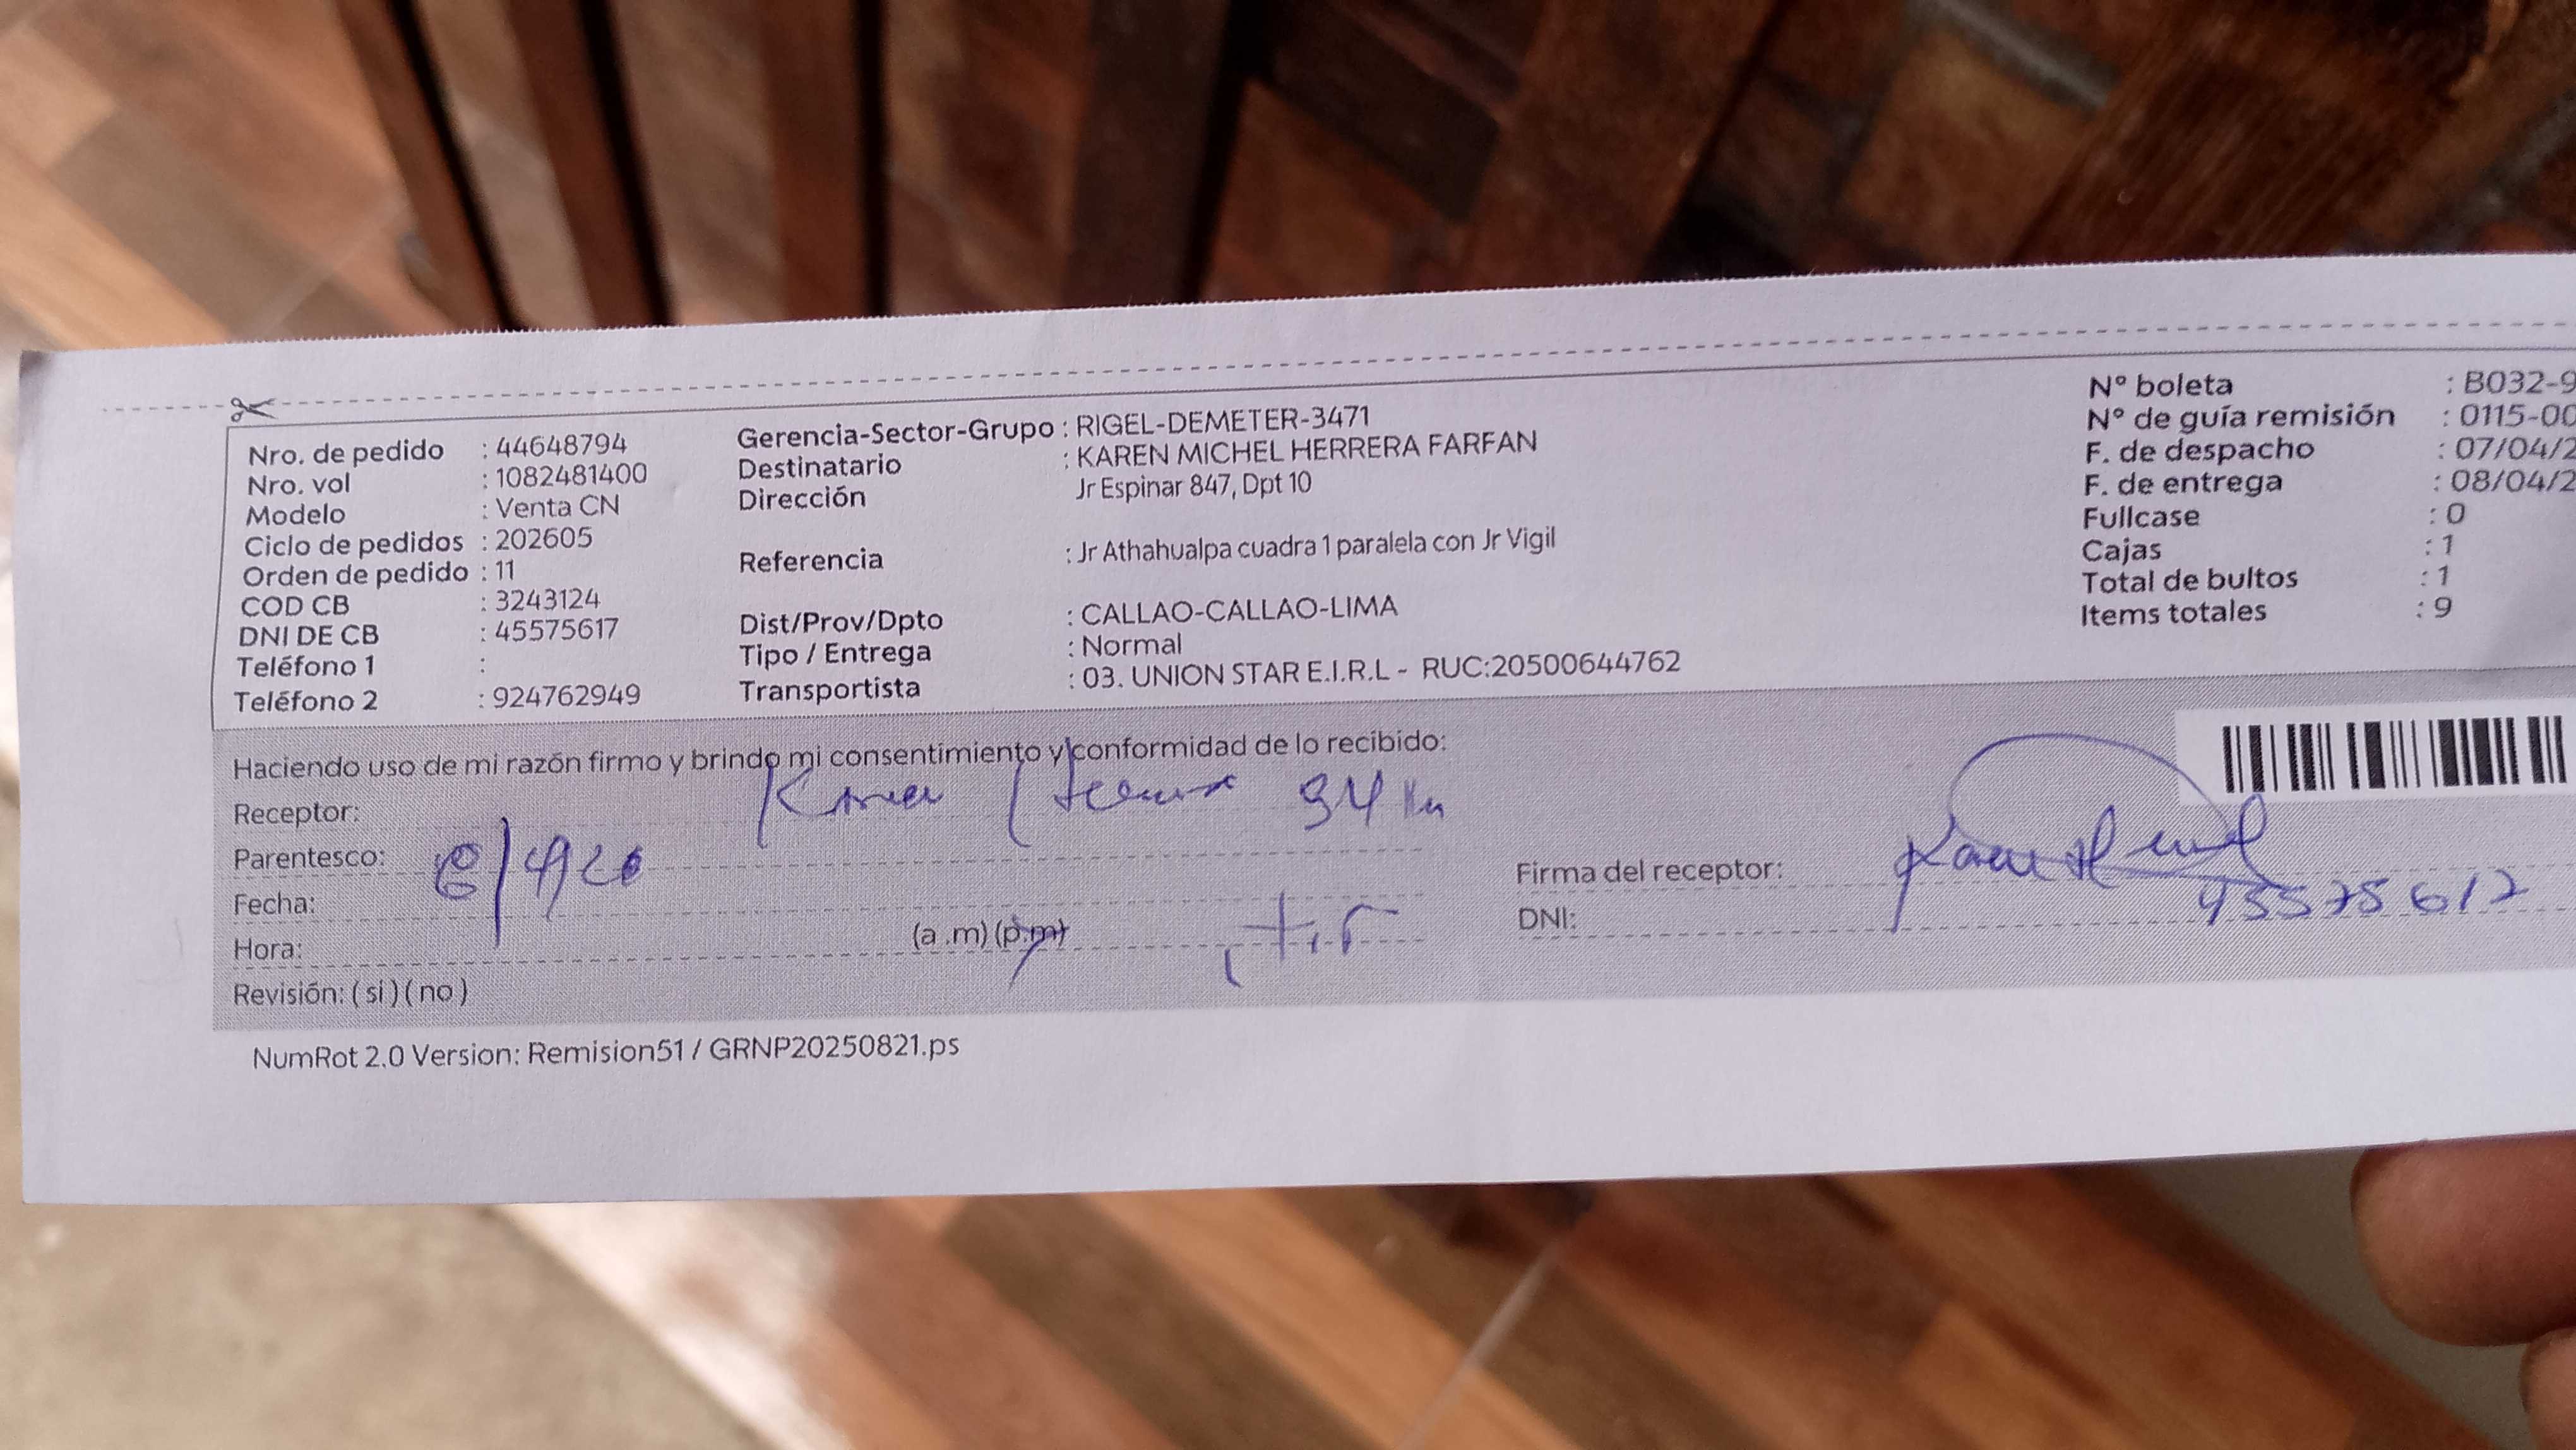 Nro. de pedido : 44648794
Nro. vol : 1082481400
Modelo : Venta CN
Ciclo de pedidos : 202605
Orden de pedido : 11
COD CB : 3243124
DNI DE CB : 45575617
Teléfono 1 :
Teléfono 2 : 924762949
Gerencia-Sector-Grupo : RIGEL-DEMETER-3471
Destinatario : KAREN MICHEL HERRERA FARFAN
Dirección Jr Espinar 847, Dpt 10
Referencia : Jr Athahualpa cuadra 1 paralela con Jr Vigil
Dist/Prov/Dpto : CALLAO-CALLAO-LIMA
Tipo / Entrega : Normal
Transportista : 03. UNION STAR E.I.R.L - RUC:20500644762
N° boleta : B032-9
N° de guía remisión : 0115-00
F. de despacho : 07/04/2
F. de entrega : 08/04/2
Fullcase : 0
Cajas : 1
Total de bultos : 1
Items totales : 9
Haciendo uso de mi razón firmo y brindo mi consentimiento y conformidad de lo recibido:
Receptor:
Parentesco:
Fecha:
Hora: (a .m) (p.m)
Revisión: ( si ) ( no )
Firma del receptor:
DNI: 45575617
NumRot 2.0 Version: Remision51 / GRNP20250821.ps